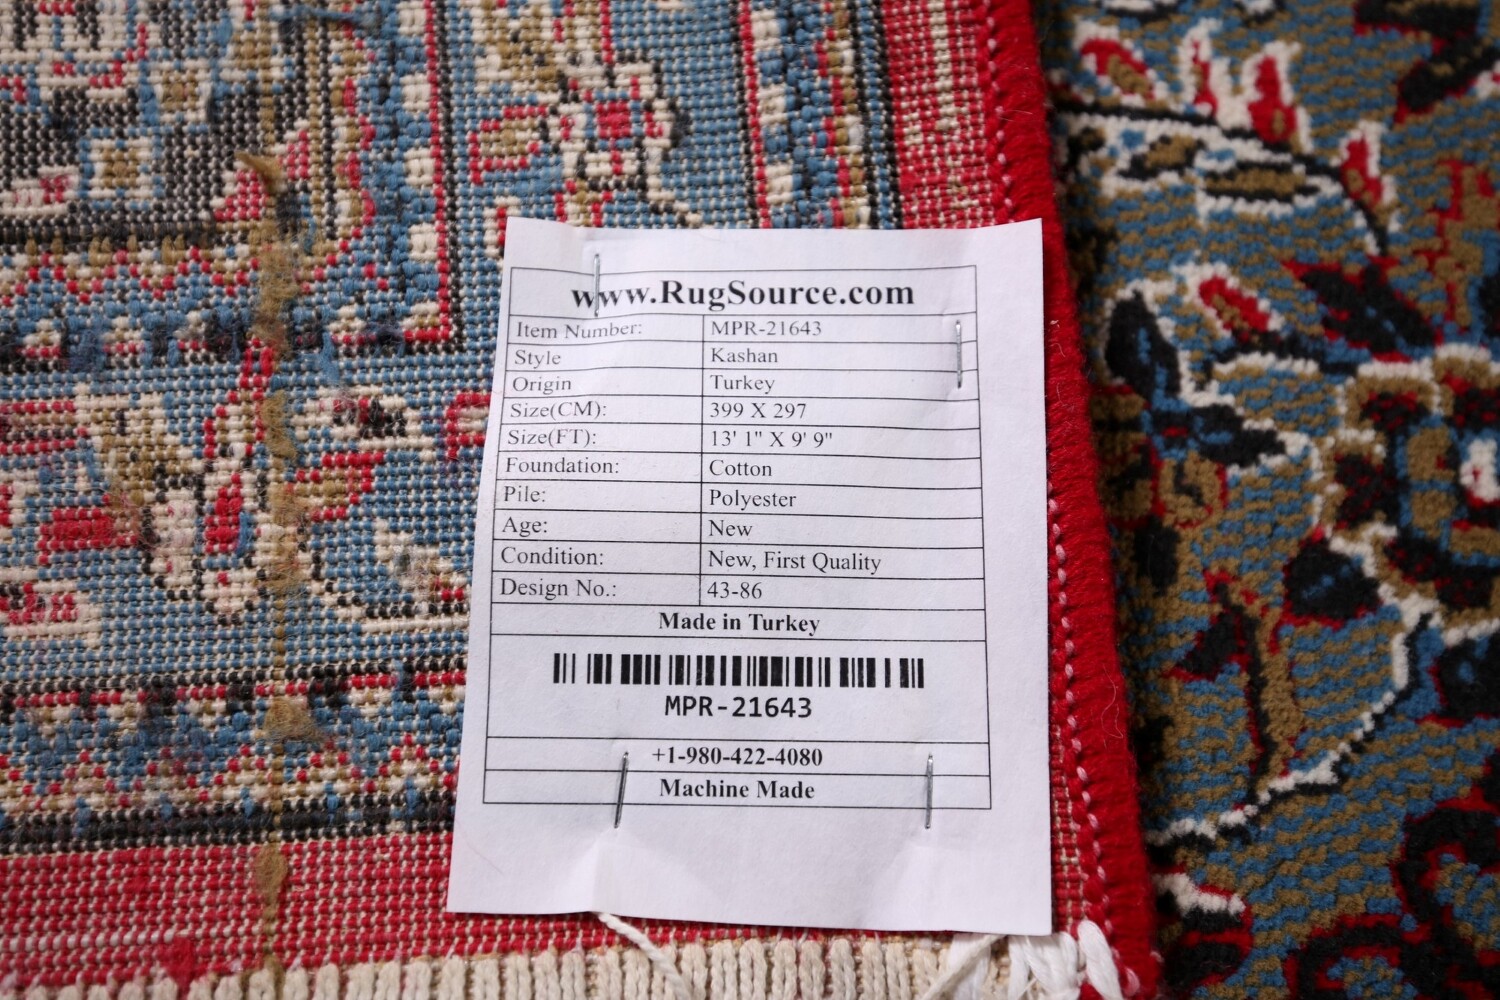 www.RugSource.com
Item Number: MPR-21643
Style Kashan
Origin Turkey
Size(CM): 399 X 297
Size(FT): 13' 1" X 9' 9"
Foundation: Cotton
Pile: Polyester
Age: New
Condition: New, First Quality
Design No.: 43-86
Made in Turkey
MPR-21643
+1-980-422-4080
Machine Made